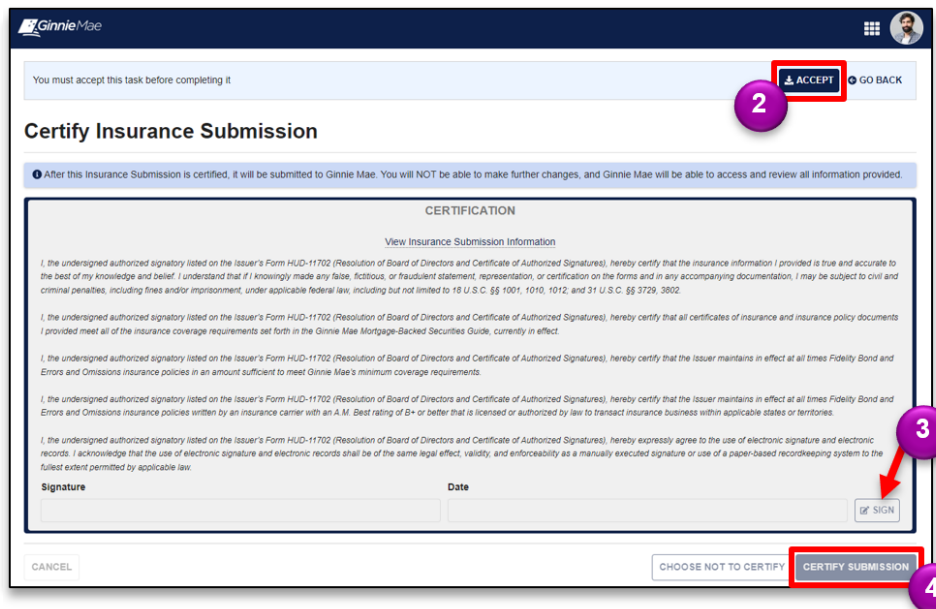 GinnieMae
You must accept this task before completing it
ACCEPT
GO BACK
2
Certify Insurance Submission
After this Insurance Submission is certified, it will be submitted to Ginnie Mae. You will NOT be able to make further changes, and Ginnie Mae will be able to access and review all information provided.
CERTIFICATION
View Insurance Submission Information
I, the undersigned authorized signatory listed on the Issuer's Form HUD-11702 (Resolution of Board of Directors and Certificate of Authorized Signatures), hereby certify that the insurance information I provided is true and accurate to
the best of my knowledge and belief. I understand that if I knowingly made any false, fictitious, or fraudulent statement, representation, or certification on the forms and in any accompanying documentation, I may be subject to civil and
criminal penalties, including fines and/or imprisonment, under applicable federal law, including but not limited to 18 U.S.C. §§ 1001, 1010, 1012, and 31 U.S.C. §§ 3729, 3802.
I, the undersigned authorized signatory listed on the Issuer's Form HUD-11702 (Resolution of Board of Directors and Certificate of Authorized Signatures), hereby certify that all certificates of insurance and insurance policy documents
I provided meet all of the insurance coverage requirements set forth in the Ginnie Mae Mortgage-Backed Securities Guide, currently in effect.
I, the undersigned authorized signatory listed on the Issuer's Form HUD-11702 (Resolution of Board of Directors and Certificate of Authorized Signatures), hereby certify that the Issuer maintains in effect at all times Fidelity Bond and
Errors and Omissions insurance policies in an amount sufficient to meet Ginnie Mae's minimum coverage requirements.
I, the undersigned authorized signatory listed on the Issuer's Form HUD-11702 (Resolution of Board of Directors and Certificate of Authorized Signatures), hereby certify that the Issuer maintains in effect at all times Fidelity Bond and
Errors and Omissions insurance policies written by an insurance carrier with an A.M. Best rating of B+ or better that is licensed or authorized by law to transact insurance business within applicable states or territories.
I, the undersigned authorized signatory listed on the Issuer's Form HUD-11702 (Resolution of Board of Directors and Certificate of Authorized Signatures), hereby expressly agree to the use of electronic signature and electronic
records. I acknowledge that the use of electronic signature and electronic records shall be of the same legal effect, validity, and enforceability as a manually executed signature or use of a paper-based recordkeeping system to the
fullest extent permitted by applicable law.
3
Signature
Date
SIGN
CANCEL
CHOOSE NOT TO CERTIFY
CERTIFY SUBMISSION
4